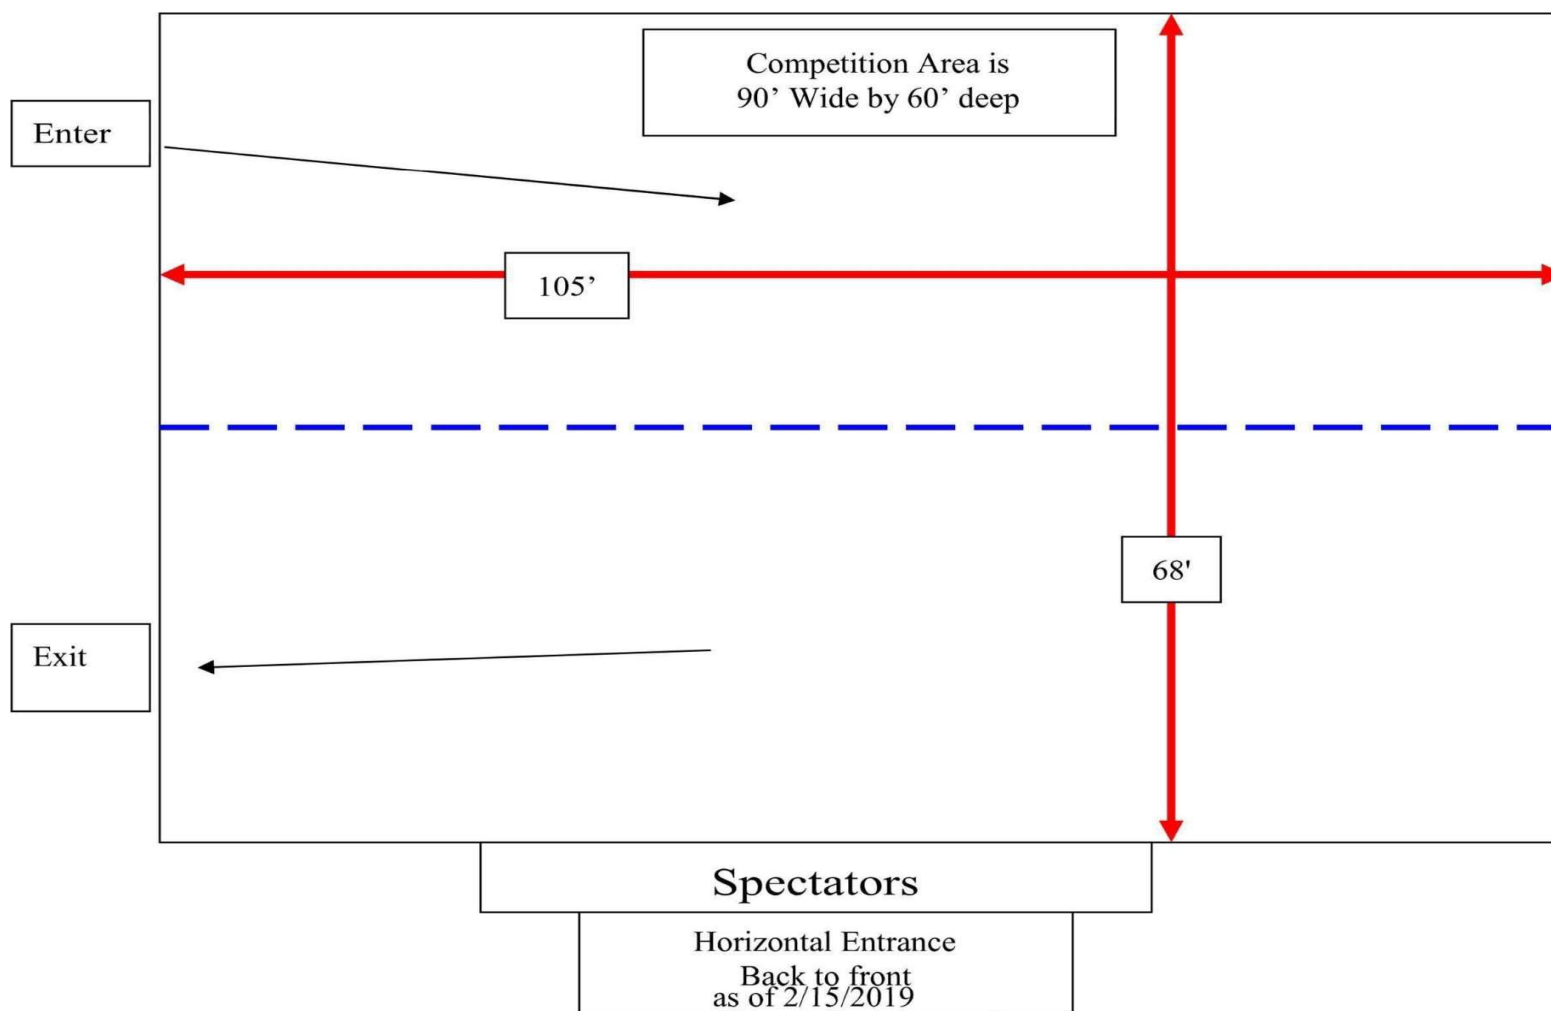 Competition Area is
90’ Wide by 60’ deep
Enter
105’
68'
Exit
Spectators
Horizontal Entrance
Back to front
as of 2/15/2019